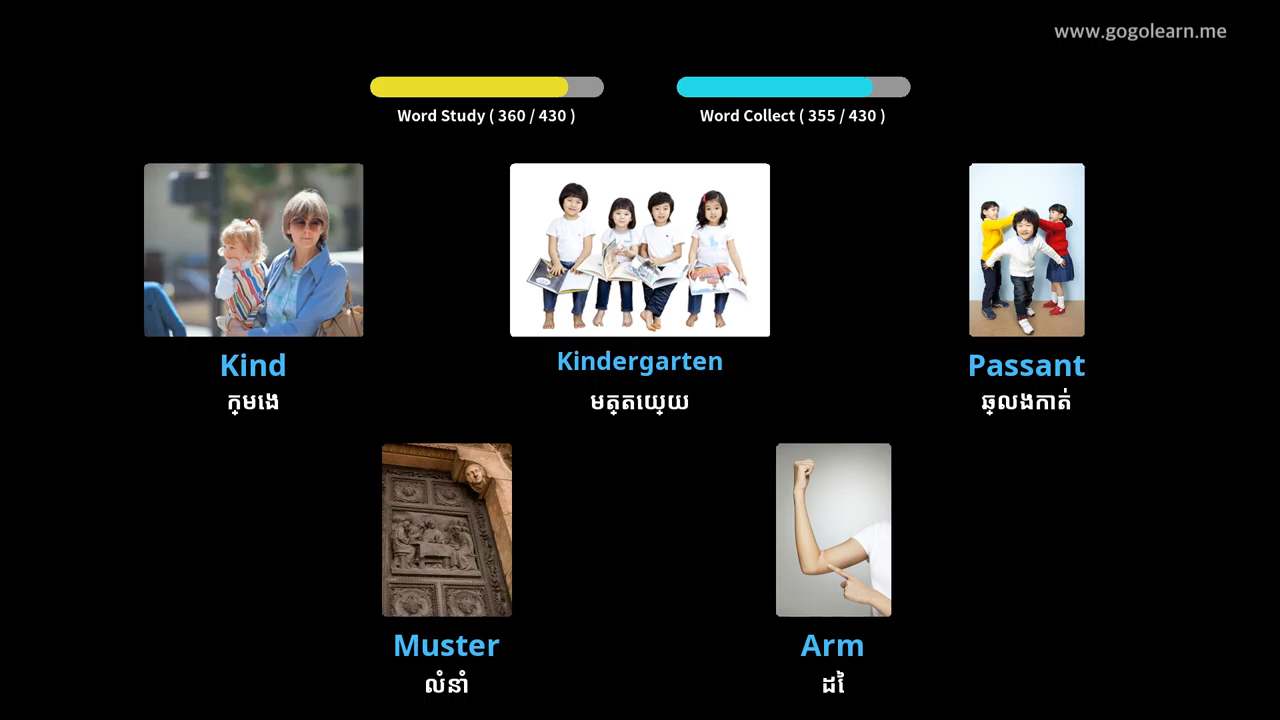 www.gogolearn.me
Word Study ( 360 / 430 )
Word Collect ( 355 / 430 )
Kind
ក្មេង
Kindergarten
មត្តេយ្យ
Passant
ឆ្លងកាត់
Muster
លំនាំ
Arm
ដៃ